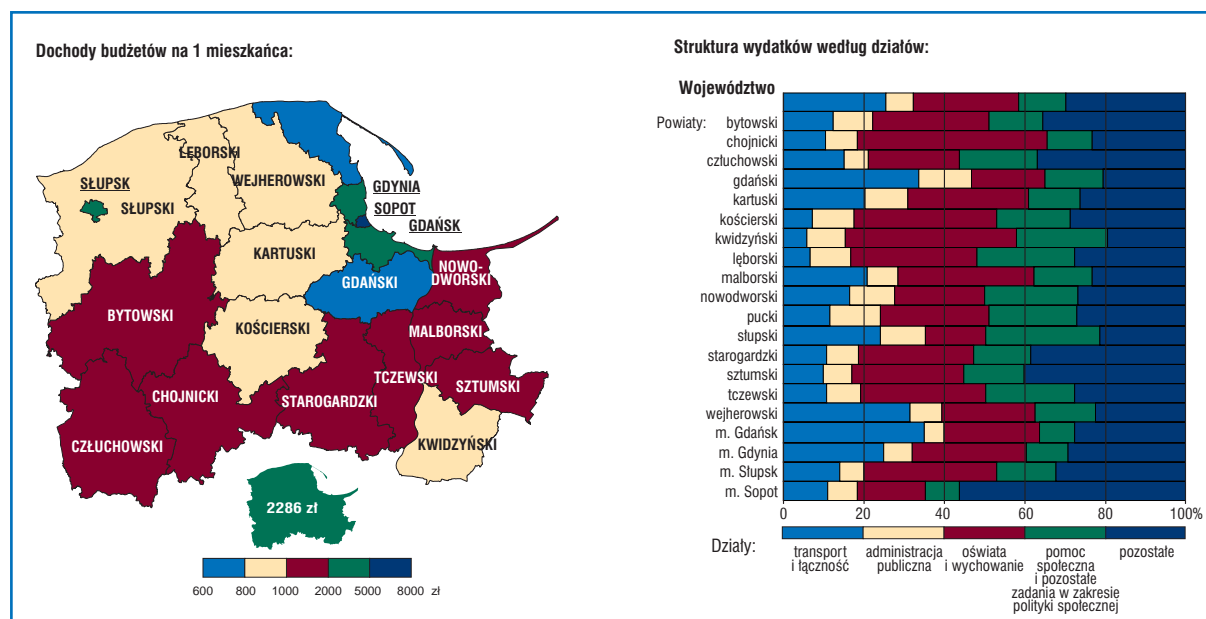 Dochody budżetów na 1 mieszkańca:
ŁĘBORSKI
WEJHEROWSKI
SŁUPSK
SŁUPSKI
GDYNIA
SOPOT
GDAŃSK
KARTUSKI
NOWO-
DWORSKI
GDAŃSKI
BYTOWSKI
KOŚCIERSKI
MALBORSKI
TCZEWSKI
SZTUMSKI
CHOJNICKI
STAROGARDZKI
CZŁUCHOWSKI
KWIDZYŃSKI
2286 zł
600 800 1000 2000 5000 8000 zł
Struktura wydatków według działów:
Województwo
Powiaty: bytowski
chojnicki
człuchowski
gdański
kartuski
kościerski
kwidzyński
lęborski
malborski
nowodworski
pucki
słupski
starogardzki
sztumski
tczewski
wejherowski
m. Gdańsk
m. Gdynia
m. Słupsk
m. Sopot
0 20 40 60 80 100%
Działy:
transport
i łączność
administracja
publiczna
oświata
i wychowanie
pomoc
społeczna
i pozostałe
zadania w zakresie
polityki społecznej
pozostałe